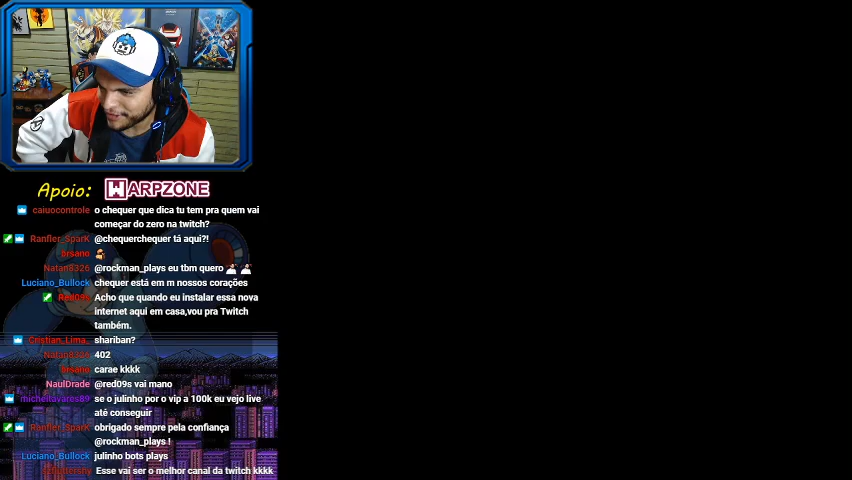 Apoio: WARPZONE
caiuocontrole o chequer que dica tu tem pra quem vai
começar do zero na twitch?
Ranfler_SparK @chequerchequer tá aqui?!
Natan8326 @rockman_plays eu tbm quero
Luciano_Bullock chequer está em m nossos corações
Red09s Acho que quando eu instalar essa nova
internet aqui em casa,vou pra Twitch
também.
Cristian_Lima_ shariban?
Natan8326 402
carae kkkk
NaulDrade @red09s vai mano
micheltavares89 se o julinho por o vip a 100k eu vejo live
até conseguir
Ranfler_SparK obrigado sempre pela confiança
@rockman_plays !
Luciano_Bullock julinho bots plays
Esse vai ser o melhor canal da twitch kkkk